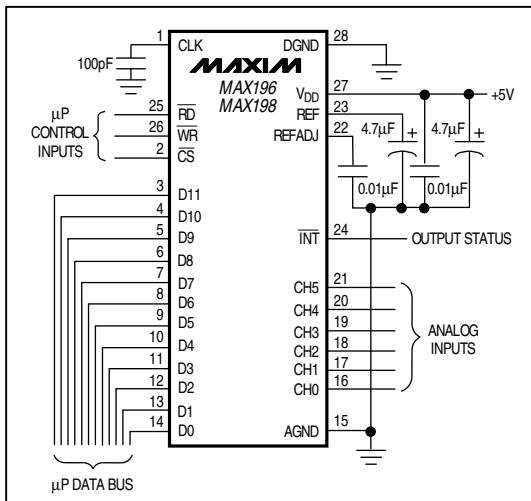 1
CLK
DGND
28
100pF
MAXIM
MAX196
MAX198
VDD
27
+5V
REF
23
REFADJ
22
4.7µF
+
4.7µF
+
0.01µF
0.01µF
µP
CONTROL
INPUTS
25
RD
26
WR
2
CS
3
D11
4
D10
5
D9
6
D8
7
D7
8
D6
9
D5
10
D4
11
D3
12
D2
13
D1
14
D0
µP DATA BUS
INT
24
OUTPUT STATUS
CH5
21
CH4
20
CH3
19
CH2
18
CH1
17
CH0
16
ANALOG
INPUTS
AGND
15